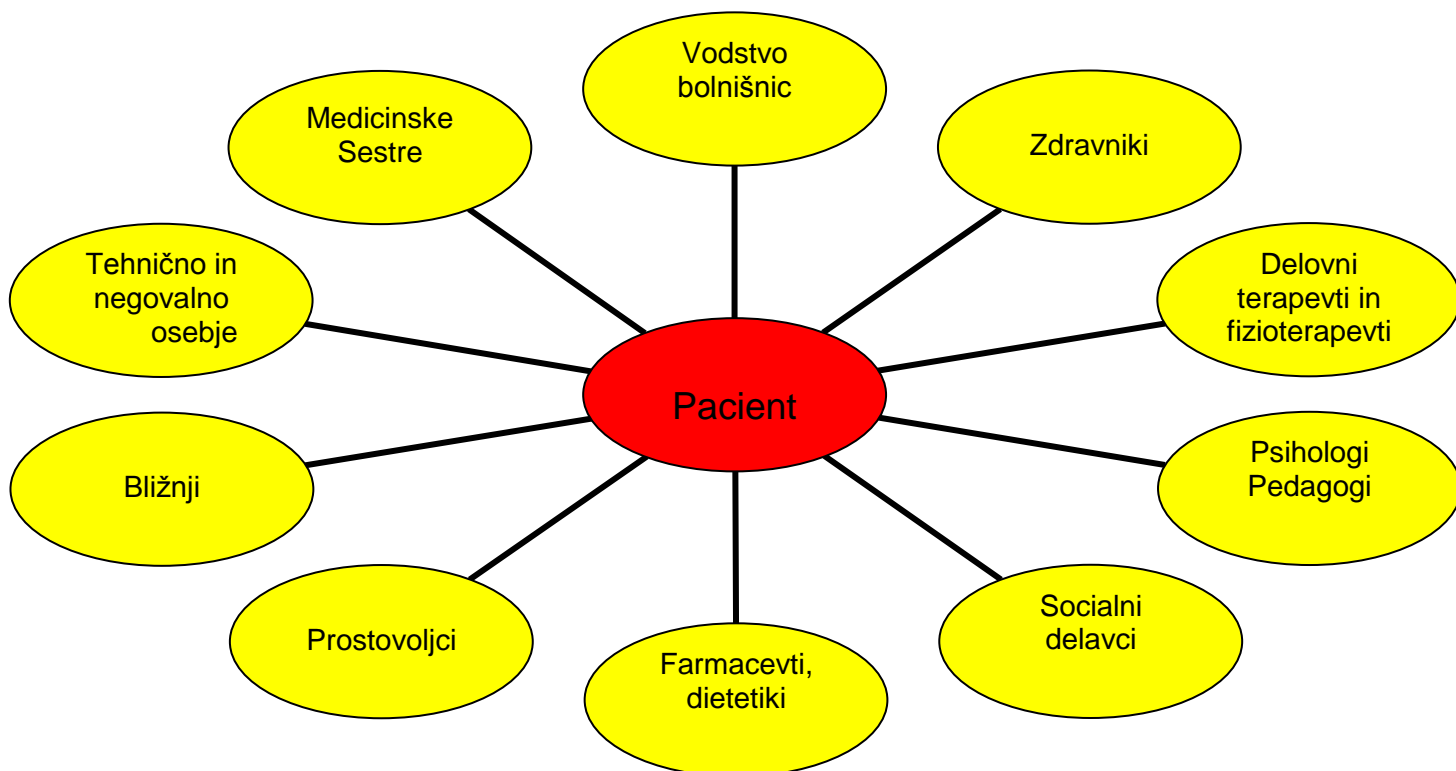 Vodstvo
bolnišnic
Medicinske
Sestre
Zdravniki
Tehnično in
negovalno
osebje
Delovni
terapevti in
fizioterapevti
Pacient
Bližnji
Psihologi
Pedagogi
Prostovoljci
Socialni
delavci
Farmacevti,
dietetiki